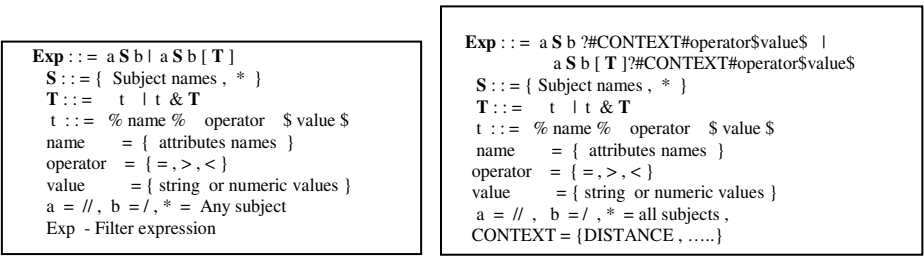 Exp : : = a S b | a S b [ T ]
S : : = { Subject names , * }
T : : = t | t & T
t : : = % name % operator $ value $
name = { attributes names }
operator = { = , > , < }
value = { string or numeric values }
a = // , b = / , * = Any subject
Exp - Filter expression
Exp : : = a S b ?#CONTEXT#operator$value$ |
a S b [ T ]?#CONTEXT#operator$value$
S : : = { Subject names , * }
T : : = t | t & T
t : : = % name % operator $ value $
name = { attributes names }
operator = { = , > , < }
value = { string or numeric values }
a = // , b = / , * = all subjects ,
CONTEXT = {DISTANCE , .....}